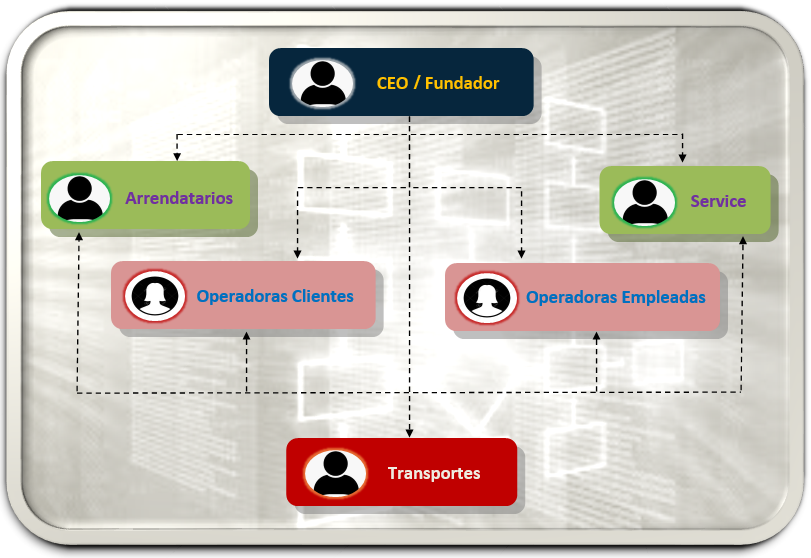 CEO / Fundador
Arrendatarios
Service
Operadoras Clientes
Operadoras Empleadas
Transportes